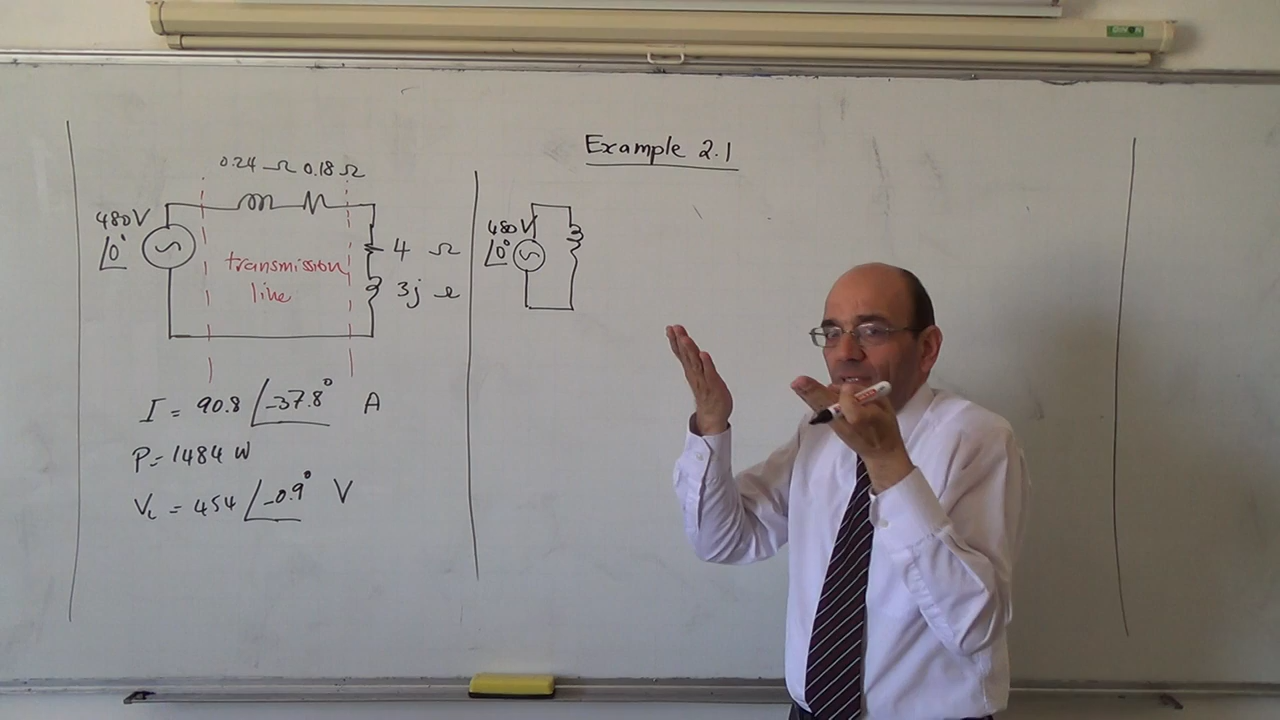 Example 2.1
0.24 Ω 0.18 Ω
480V
∠0°
transmission
line
4 Ω
3j Ω
I = 90.8 ∠-37.8° A
P = 1484 W
VL = 454 ∠-0.9° V
480V
∠0°